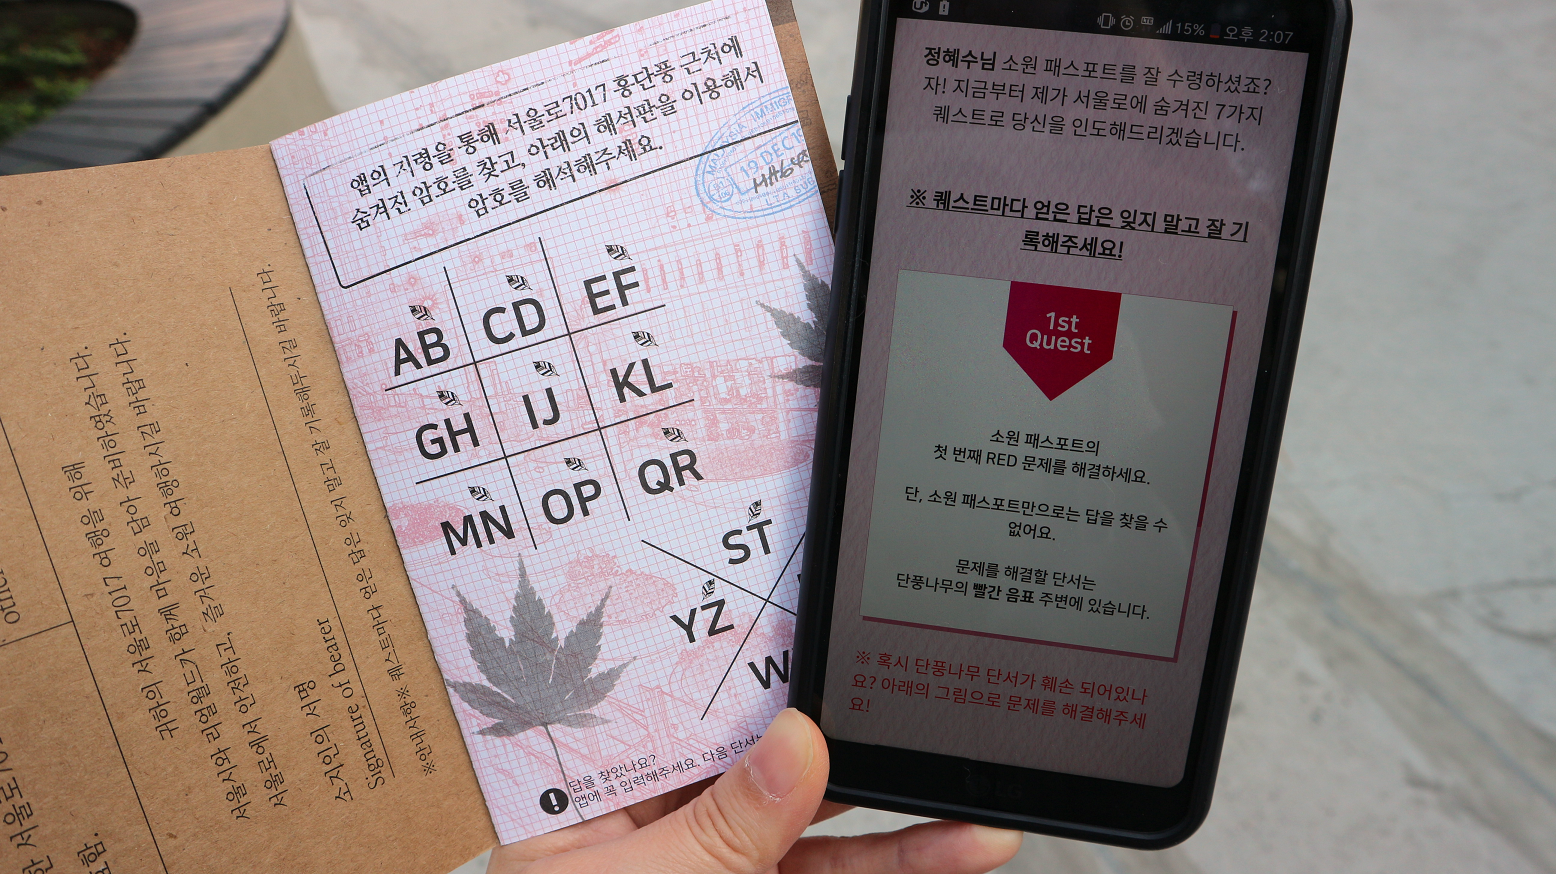 앱의 지령을 통해 서울로7017 홍단풍 근처에
숨겨진 암호를 찾고, 아래의 해석판을 이용해서
암호를 해석해주세요.
12 DEC
AB CD EF
GH IJ KL
MN OP QR
ST
YZ
W
답을 찾았나요?
앱에 꼭 입력해주세요. 다음 단서는
귀하의 서울로7017 여행을 위해
서울시와 리얼월드가 함께 마음을 담아 준비하였습니다.
서울로에서 안전하고, 즐거운 소원 여행하시길 바랍니다.
소지인의 서명
Signature of bearer
※안내사항※ 퀘스트마다 얻은 답은 잊지 말고 잘 기록해두시길 바랍니다.
15% 오후 2:07
정혜수님 소원 패스포트를 잘 수령하셨죠?
자! 지금부터 제가 서울로에 숨겨진 7가지
퀘스트로 당신을 인도해드리겠습니다.
※ 퀘스트마다 얻은 답은 잊지 말고 잘 기
록해주세요!
1st
Quest
소원 패스포트의
첫 번째 RED 문제를 해결하세요.
단, 소원 패스포트만으로는 답을 찾을 수
없어요.
문제를 해결할 단서는
단풍나무의 빨간 음표 주변에 있습니다.
※ 혹시 단풍나무 단서가 훼손 되어있나
요? 아래의 그림으로 문제를 해결해주세
요!